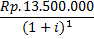 Rp. 13.500.000
(1 + i)¹